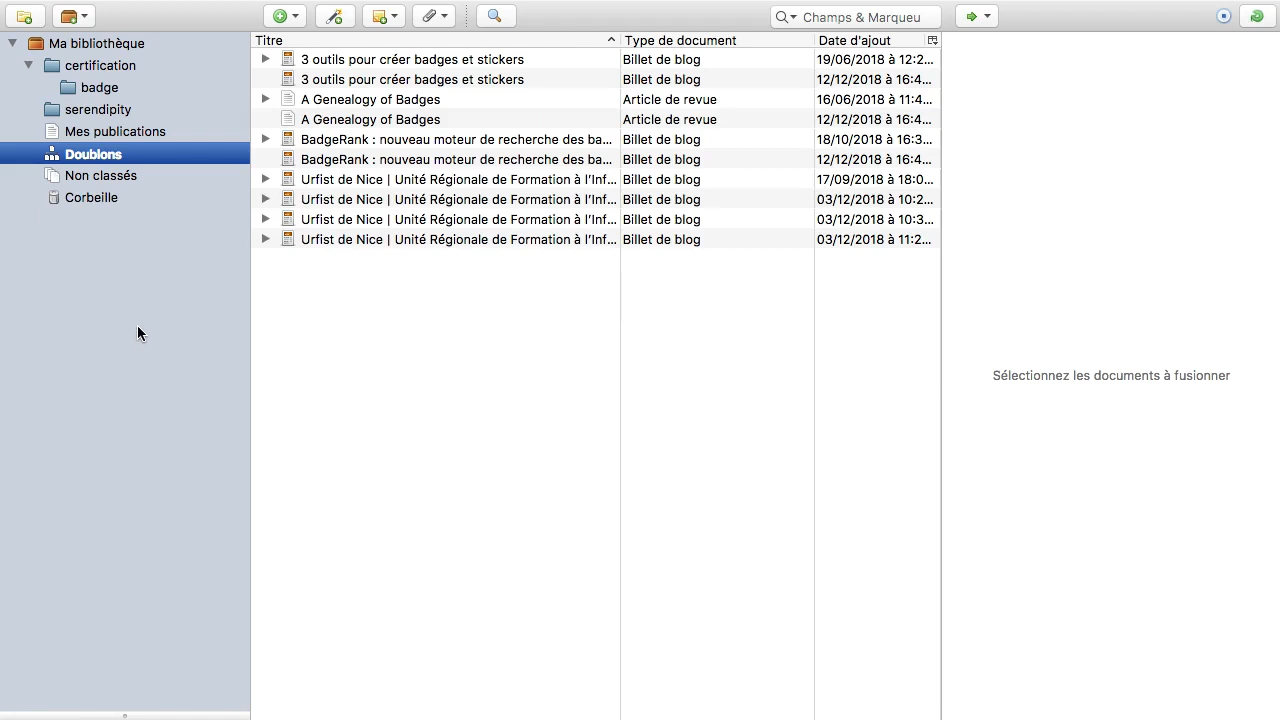 Champs & Marqueu
Ma bibliothèque
certification
badge
serendipity
Mes publications
Doublons
Non classés
Corbeille
Titre Type de document Date d'ajout
3 outils pour créer badges et stickers Billet de blog 19/06/2018 à 12:2...
3 outils pour créer badges et stickers Billet de blog 12/12/2018 à 16:4...
A Genealogy of Badges Article de revue 16/06/2018 à 11:4...
A Genealogy of Badges Article de revue 12/12/2018 à 16:4...
BadgeRank : nouveau moteur de recherche des ba... Billet de blog 18/10/2018 à 16:3...
BadgeRank : nouveau moteur de recherche des ba... Billet de blog 12/12/2018 à 16:4...
Urfist de Nice | Unité Régionale de Formation à l'Inf... Billet de blog 17/09/2018 à 18:0...
Urfist de Nice | Unité Régionale de Formation à l'Inf... Billet de blog 03/12/2018 à 10:2...
Urfist de Nice | Unité Régionale de Formation à l'Inf... Billet de blog 03/12/2018 à 10:3...
Urfist de Nice | Unité Régionale de Formation à l'Inf... Billet de blog 03/12/2018 à 11:2...
Sélectionnez les documents à fusionner